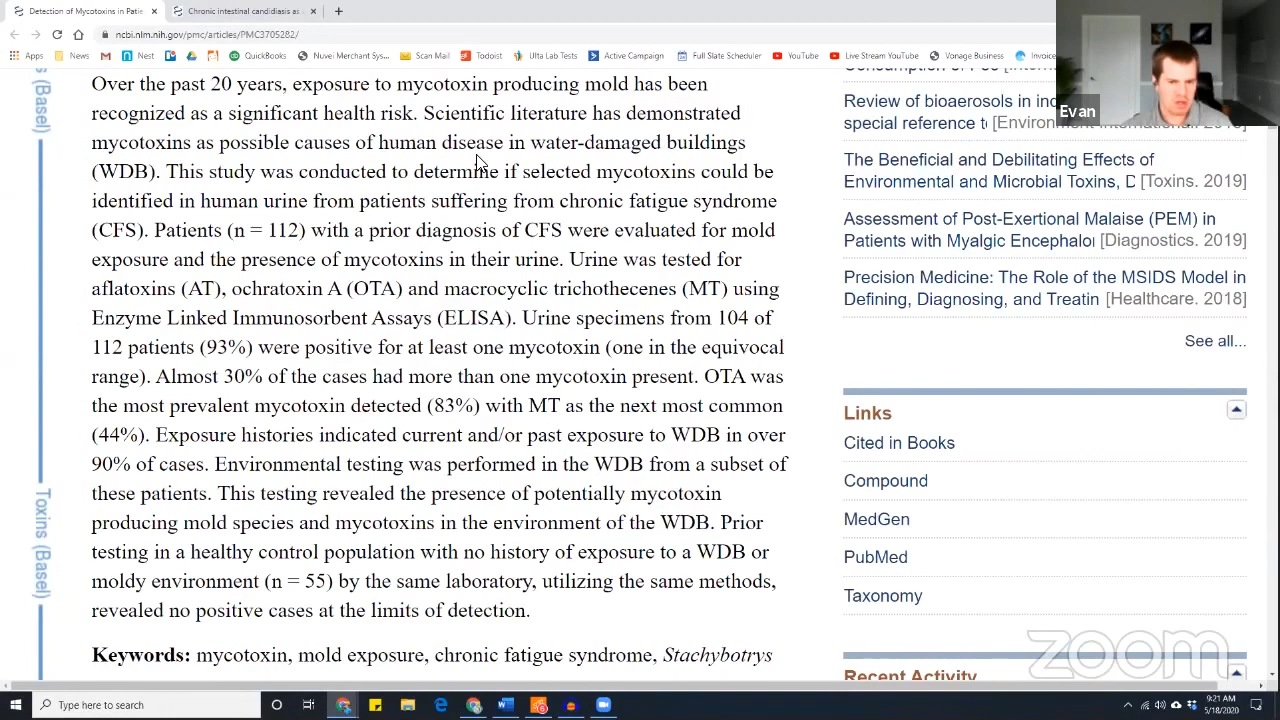 Detection of Mycotoxins in Patie
Chronic intestinal candidiasis as
ncbi.nlm.nih.gov/pmc/articles/PMC3705282/
Apps
News
Nlm
QuickBooks
Nuvei Merchant Sys...
Scan Mail
Todoist
Ulta Lab Tests
Active Campaign
Full Slate Scheduler
YouTube
Live Stream YouTube
Vonage Business
Invoice
Evan
Toxins (Basel)
Over the past 20 years, exposure to mycotoxin producing mold has been
recognized as a significant health risk. Scientific literature has demonstrated
mycotoxins as possible causes of human disease in water-damaged buildings
(WDB). This study was conducted to determine if selected mycotoxins could be
identified in human urine from patients suffering from chronic fatigue syndrome
(CFS). Patients (n = 112) with a prior diagnosis of CFS were evaluated for mold
exposure and the presence of mycotoxins in their urine. Urine was tested for
aflatoxins (AT), ochratoxin A (OTA) and macrocyclic trichothecenes (MT) using
Enzyme Linked Immunosorbent Assays (ELISA). Urine specimens from 104 of
112 patients (93%) were positive for at least one mycotoxin (one in the equivocal
range). Almost 30% of the cases had more than one mycotoxin present. OTA was
the most prevalent mycotoxin detected (83%) with MT as the next most common
(44%). Exposure histories indicated current and/or past exposure to WDB in over
90% of cases. Environmental testing was performed in the WDB from a subset of
these patients. This testing revealed the presence of potentially mycotoxin
producing mold species and mycotoxins in the environment of the WDB. Prior
testing in a healthy control population with no history of exposure to a WDB or
moldy environment (n = 55) by the same laboratory, utilizing the same methods,
revealed no positive cases at the limits of detection.
Keywords: mycotoxin, mold exposure, chronic fatigue syndrome, Stachybotrys
Review of bioaerosols in in
special reference t [Environment International. 2019]
The Beneficial and Debilitating Effects of
Environmental and Microbial Toxins, D [Toxins. 2019]
Assessment of Post-Exertional Malaise (PEM) in
Patients with Myalgic Encephalo [Diagnostics. 2019]
Precision Medicine: The Role of the MSIDS Model in
Defining, Diagnosing, and Treatin [Healthcare. 2018]
See all...
Links
Cited in Books
Compound
MedGen
PubMed
Taxonomy
Recent Activity
zoom
Type here to search
9:21 AM
5/18/2020